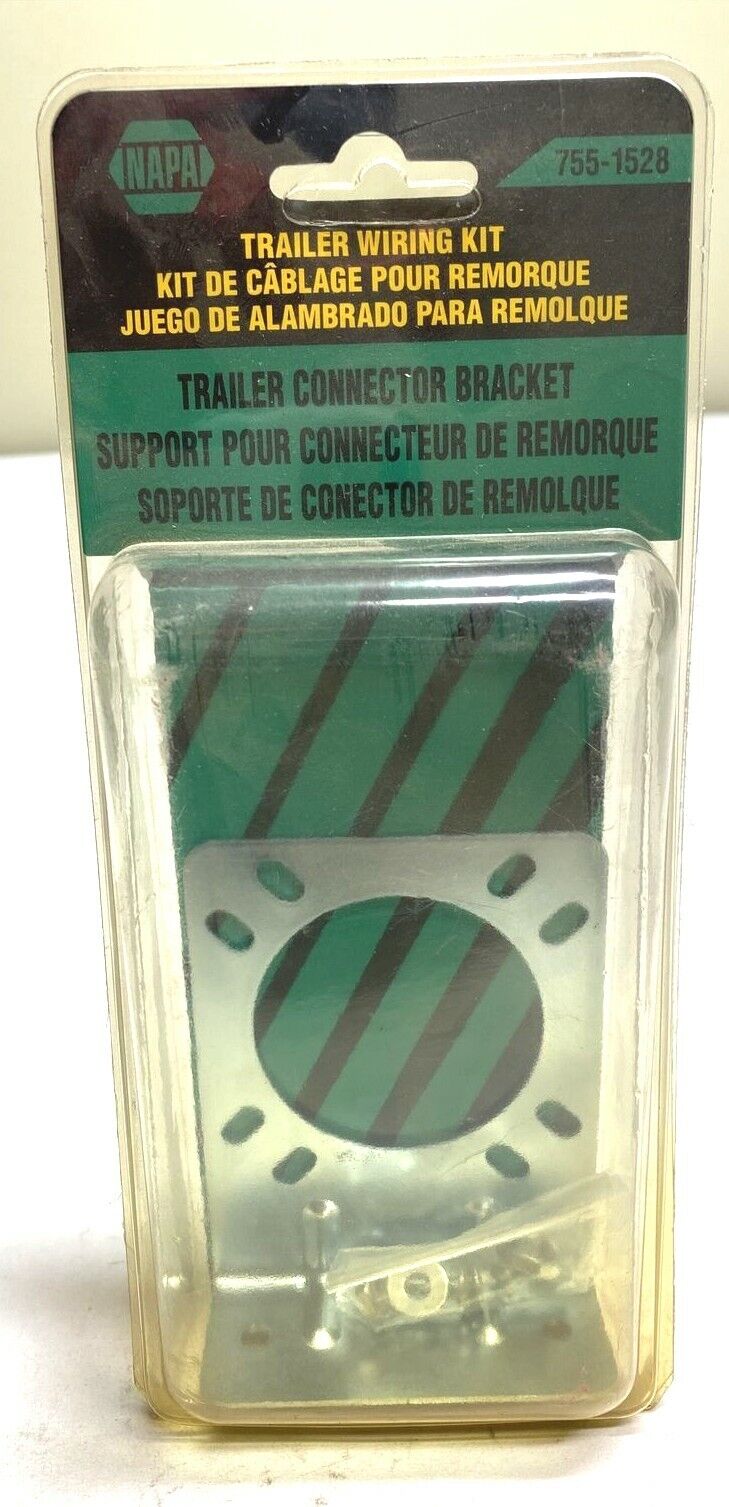 NAPA
755-1528
TRAILER WIRING KIT
KIT DE CÂBLAGE POUR REMORQUE
JUEGO DE ALAMBRADO PARA REMOLQUE
TRAILER CONNECTOR BRACKET
SUPPORT POUR CONNECTEUR DE REMORQUE
SOPORTE DE CONECTOR DE REMOLQUE